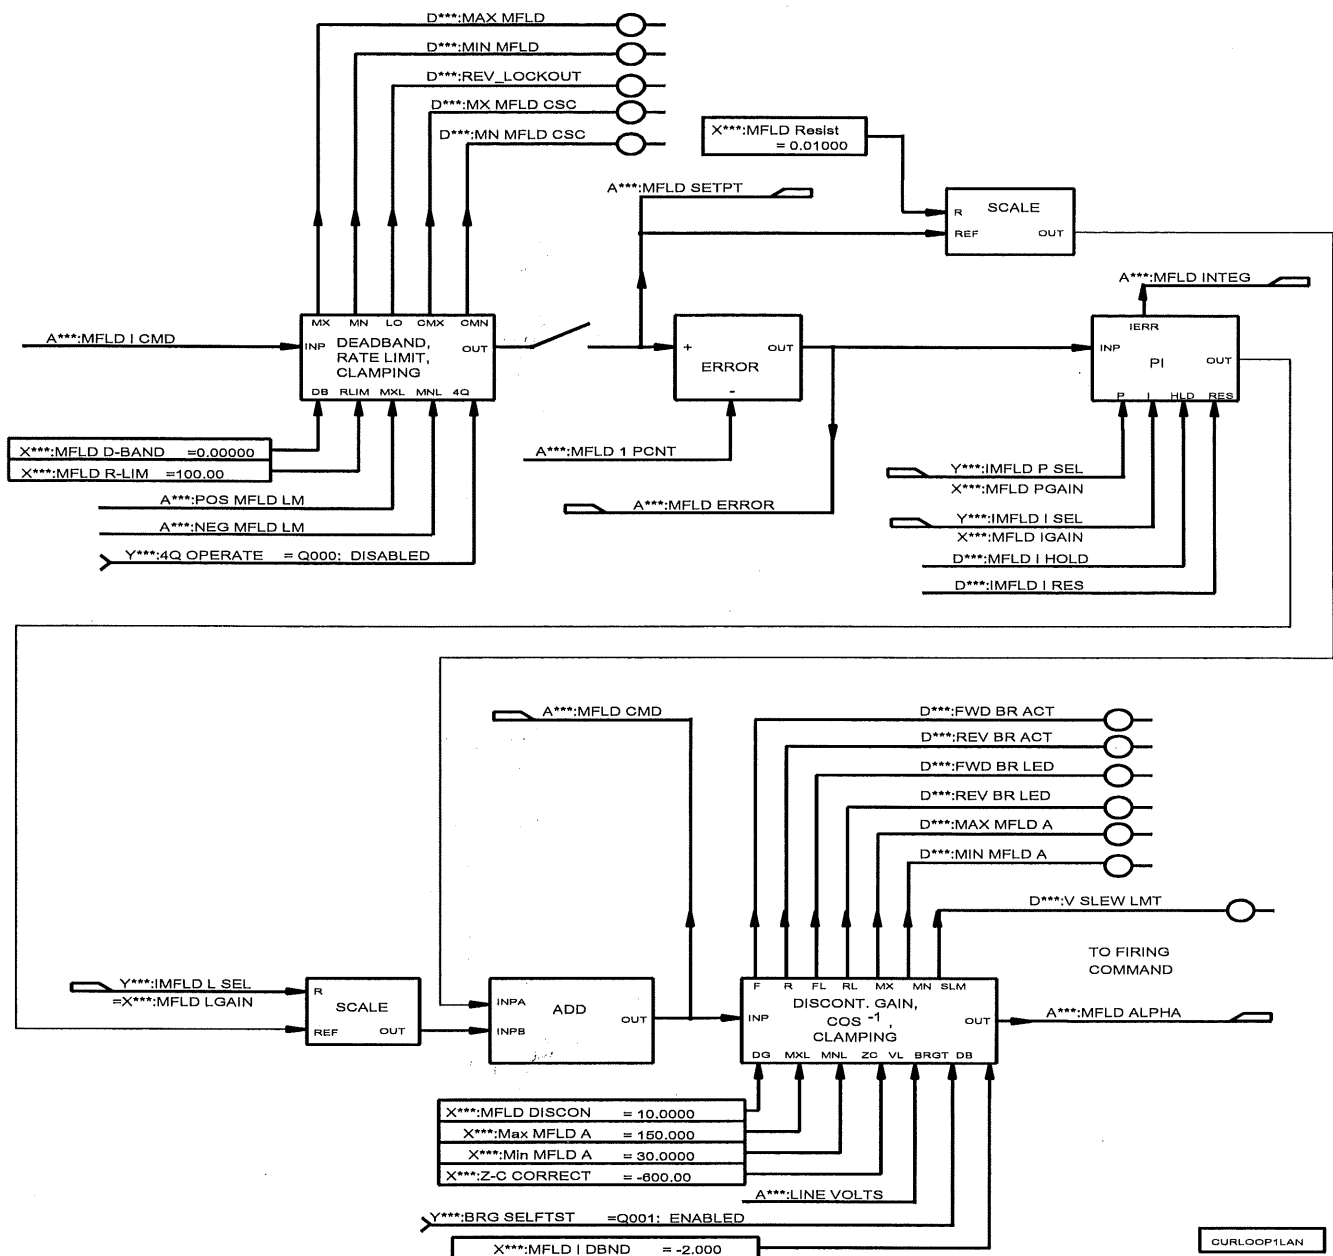 D***:MAX MFLD
D***:MIN MFLD
D***:REV_LOCKOUT
D***:MX MFLD CSC
D***:MN MFLD CSC
X***:MFLD Resist
= 0.01000
A***:MFLD SETPT
R SCALE
REF OUT
A***:MFLD INTEG
MX MN LO CMX CMN
A***:MFLD I CMD
INP DEADBAND, OUT
RATE LIMIT,
CLAMPING
DB RLIM MXL MNL 4Q
+ OUT
ERROR
-
IERR
INP OUT
PI
P I HLD RES
X***:MFLD D-BAND =0.00000
X***:MFLD R-LIM =100.00
A***:POS MFLD LM
A***:NEG MFLD LM
Y***:4Q OPERATE = Q000: DISABLED
A***:MFLD 1 PCNT
A***:MFLD ERROR
Y***:IMFLD P SEL
X***:MFLD PGAIN
Y***:IMFLD I SEL
X***:MFLD IGAIN
D***:MFLD I HOLD
D***:IMFLD I RES
A***:MFLD CMD
D***:FWD BR ACT
D***:REV BR ACT
D***:FWD BR LED
D***:REV BR LED
D***:MAX MFLD A
D***:MIN MFLD A
D***:V SLEW LMT
TO FIRING
COMMAND
Y***:IMFLD L SEL
=X***:MFLD LGAIN
R
SCALE
REF OUT
INPA ADD
OUT
INPB
F R FL RL MX MN SLM
DISCONT. GAIN,
INP COS -1 , OUT
CLAMPING
DG MXL MNL ZC VL BRGT DB
A***:MFLD ALPHA
X***:MFLD DISCON = 10.0000
X***:Max MFLD A = 150.000
X***:Min MFLD A = 30.0000
X***:Z-C CORRECT = -600.00
A***:LINE VOLTS
Y***:BRG SELFTST =Q001: ENABLED
X***:MFLD I DBND = -2.000
CURLOOP1LAN